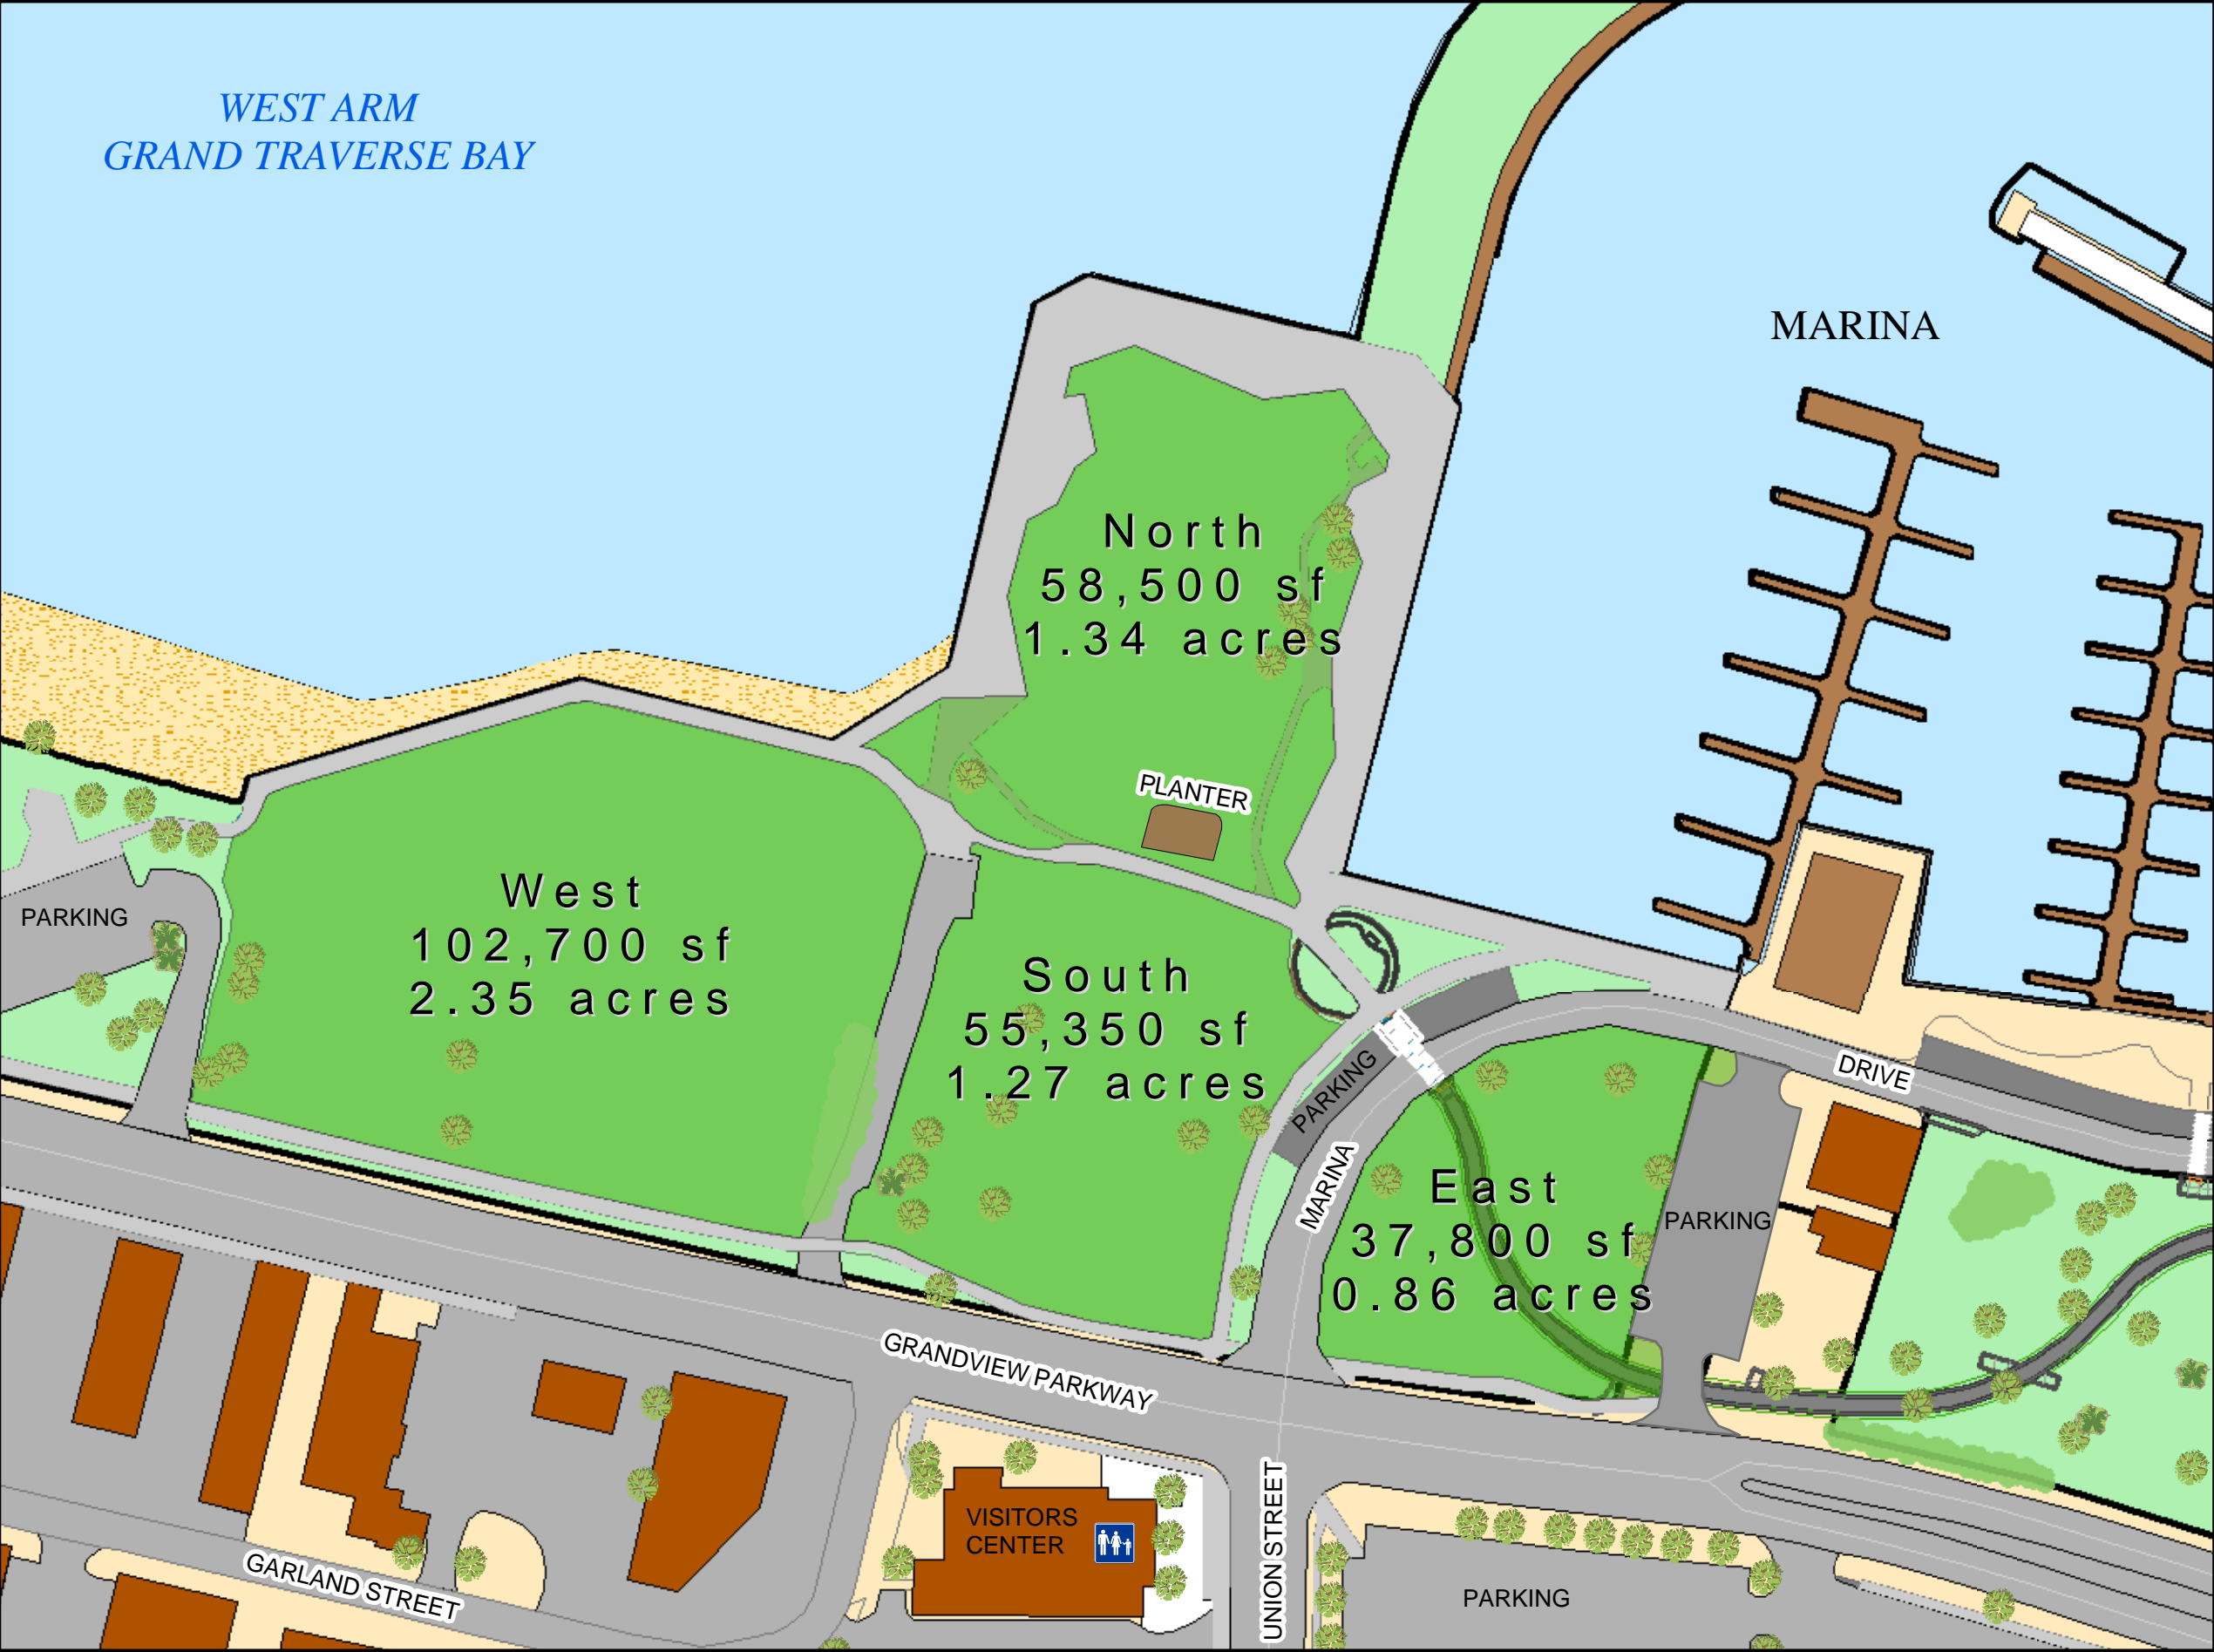 WEST ARM
GRAND TRAVERSE BAY
MARINA
North
58,500 sf
1.34 acres
PLANTER
West
102,700 sf
2.35 acres
PARKING
South
55,350 sf
1.27 acres
PARKING
MARINA
DRIVE
East
37,800 sf
0.86 acres
PARKING
GRANDVIEW PARKWAY
VISITORS
CENTER
UNION STREET
GARLAND STREET
PARKING